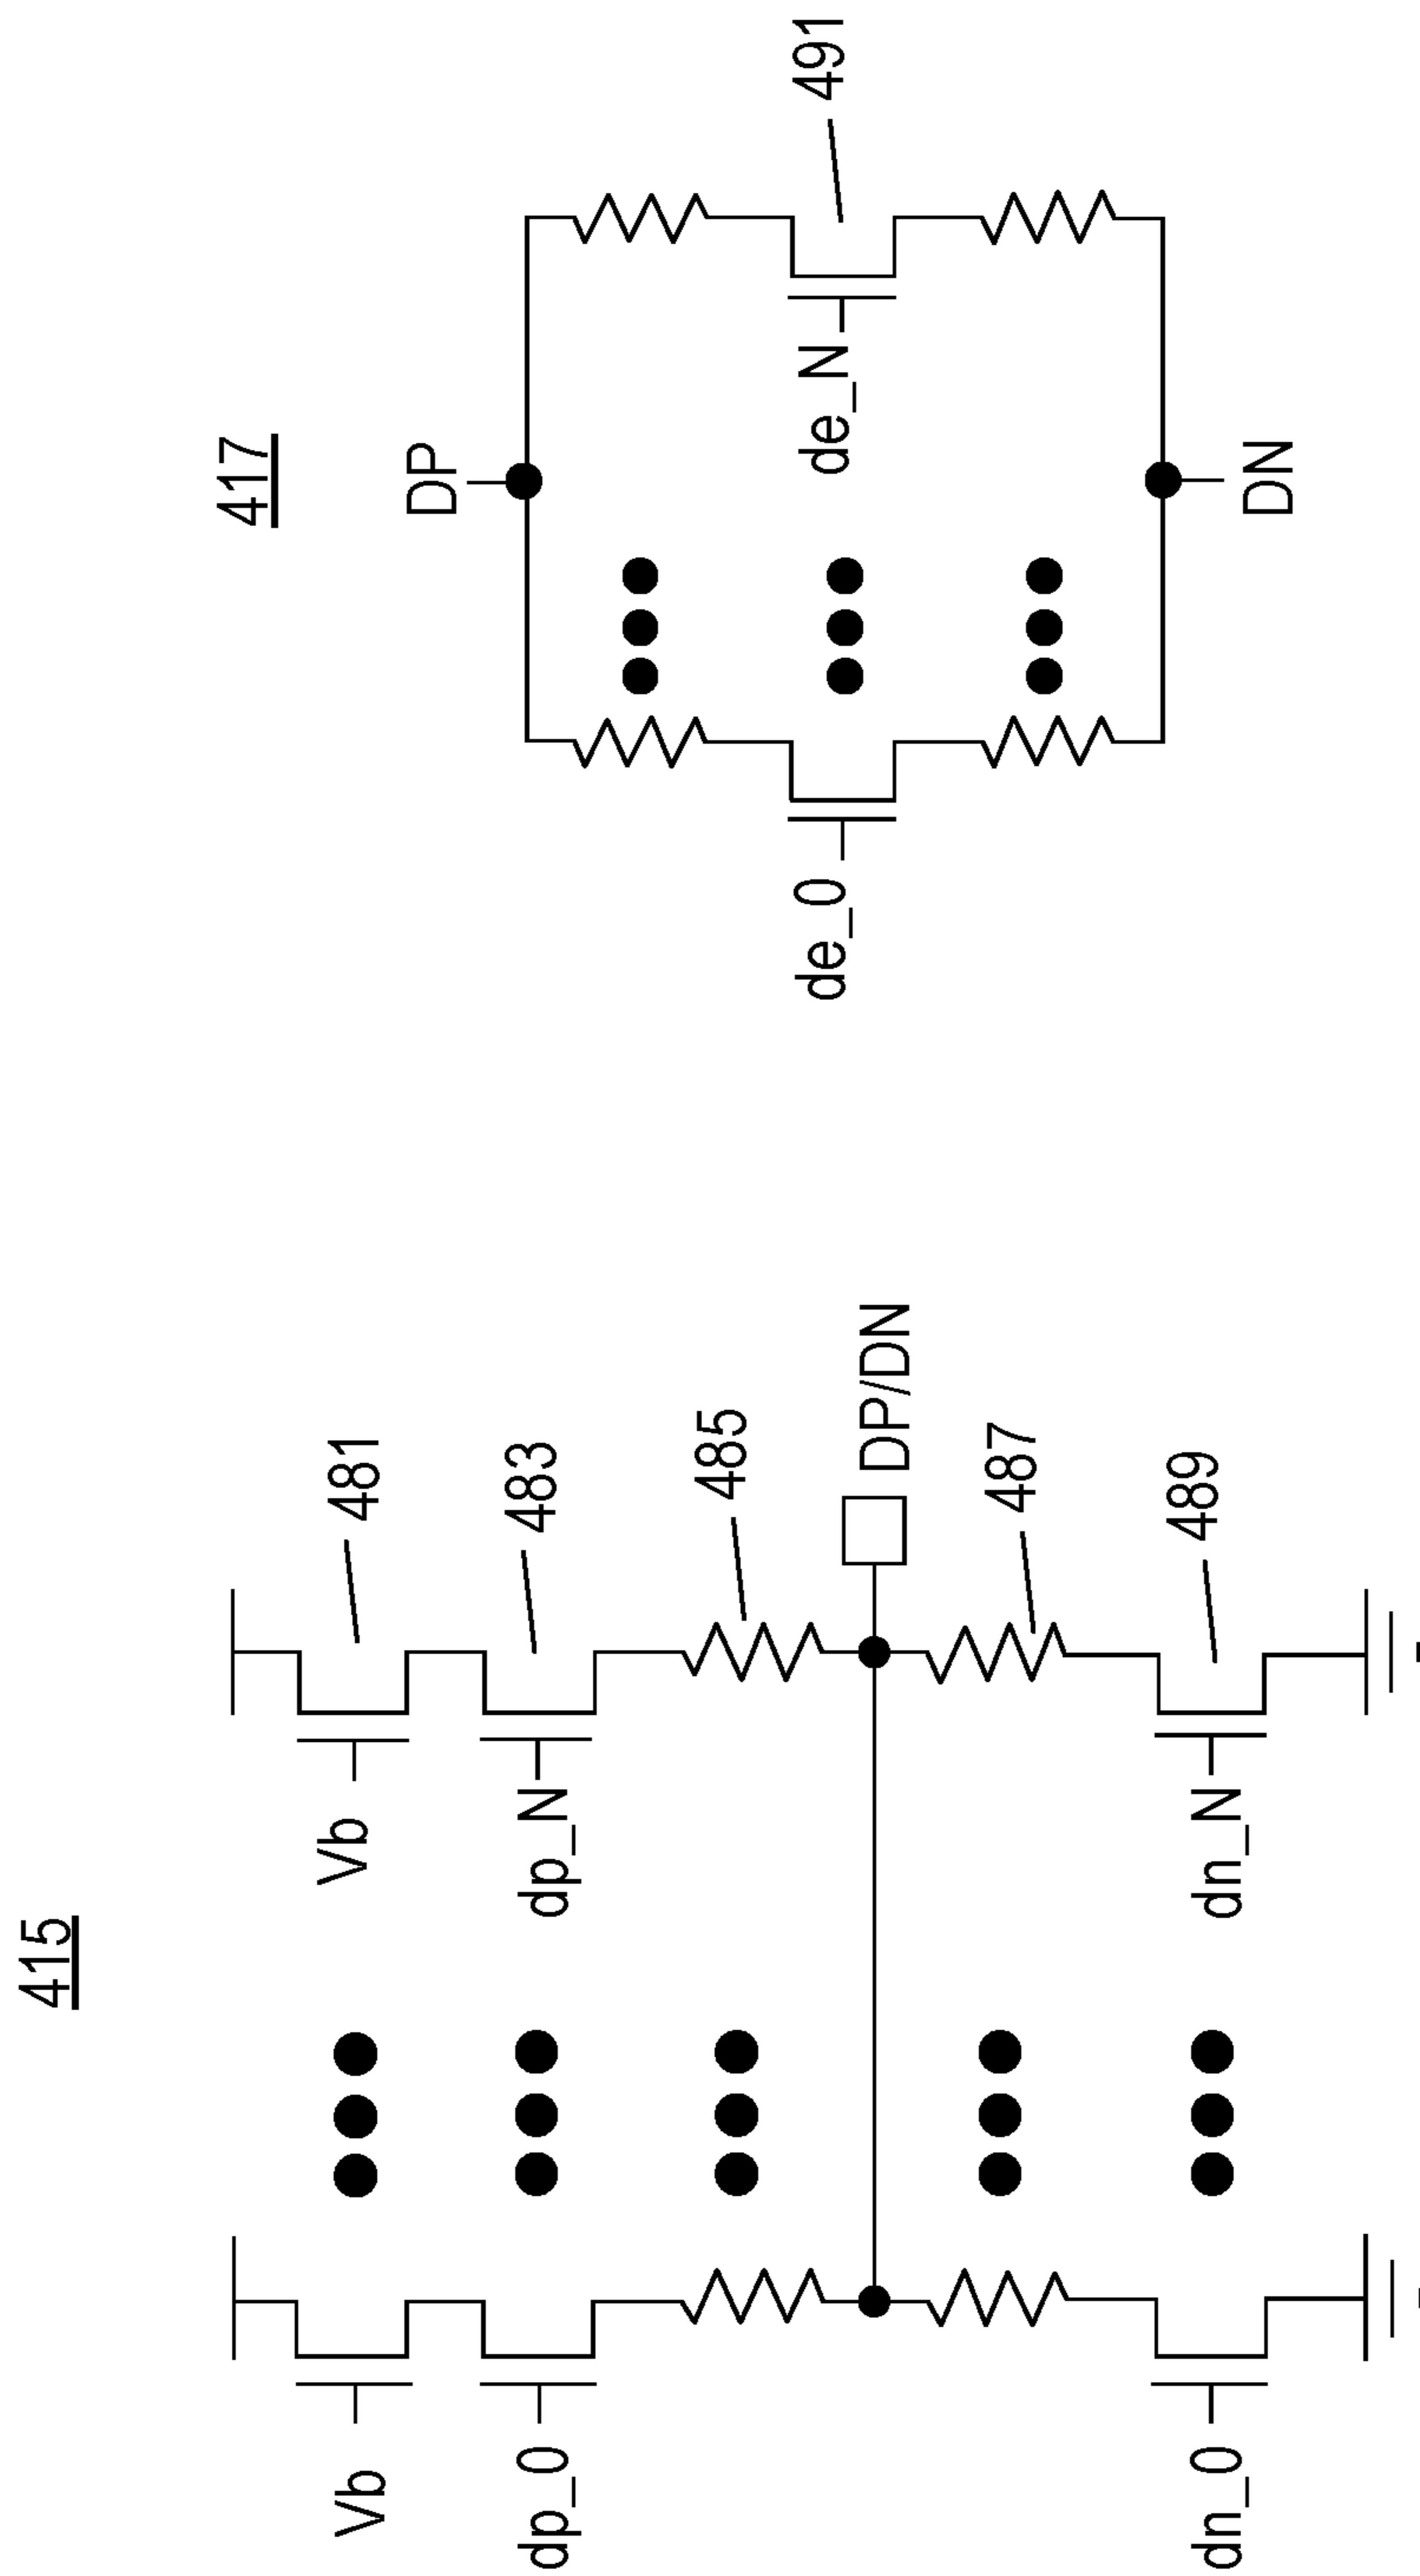 415
Vb
Vb
481
dp_0
dp_N
483
485
DP/DN
487
dn_0
dn_N
489
417
DP
de_0
de_N
491
DN